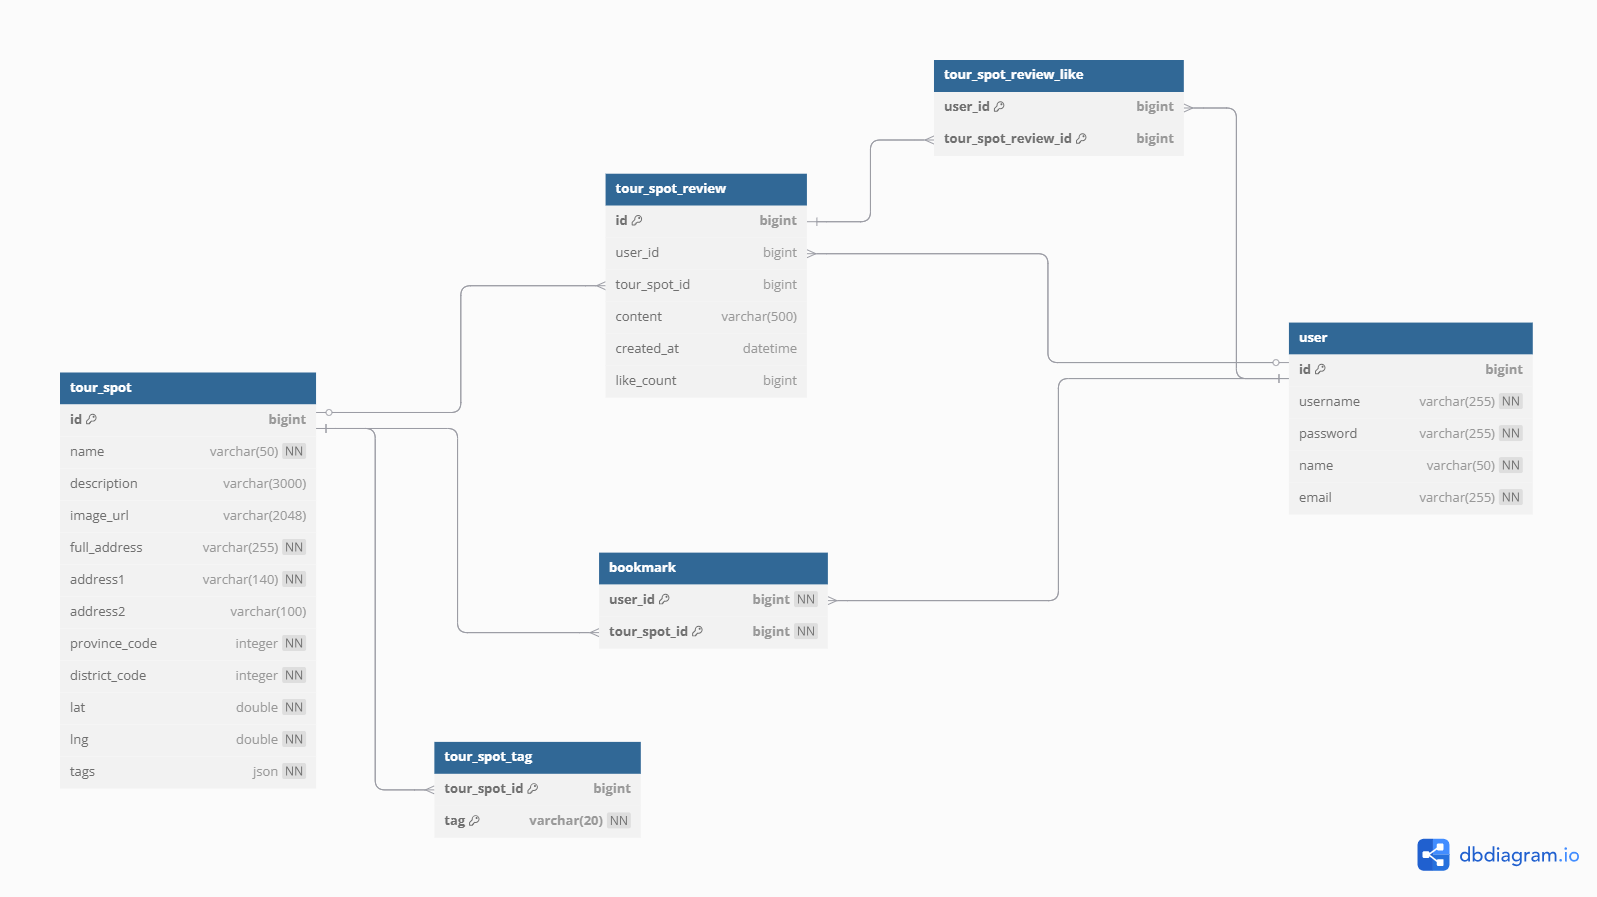 tour_spot_review_like
user_id bigint
tour_spot_review_id bigint
tour_spot_review
id bigint
user_id bigint
tour_spot_id bigint
content varchar(500)
created_at datetime
like_count bigint
user
id bigint
username varchar(255) NN
password varchar(255) NN
name varchar(50) NN
email varchar(255) NN
tour_spot
id bigint
name varchar(50) NN
description varchar(3000)
image_url varchar(2048)
full_address varchar(255) NN
address1 varchar(140) NN
address2 varchar(100)
province_code integer NN
district_code integer NN
lat double NN
lng double NN
tags json NN
bookmark
user_id bigint NN
tour_spot_id bigint NN
tour_spot_tag
tour_spot_id bigint
tag varchar(20) NN
dbdiagram.io